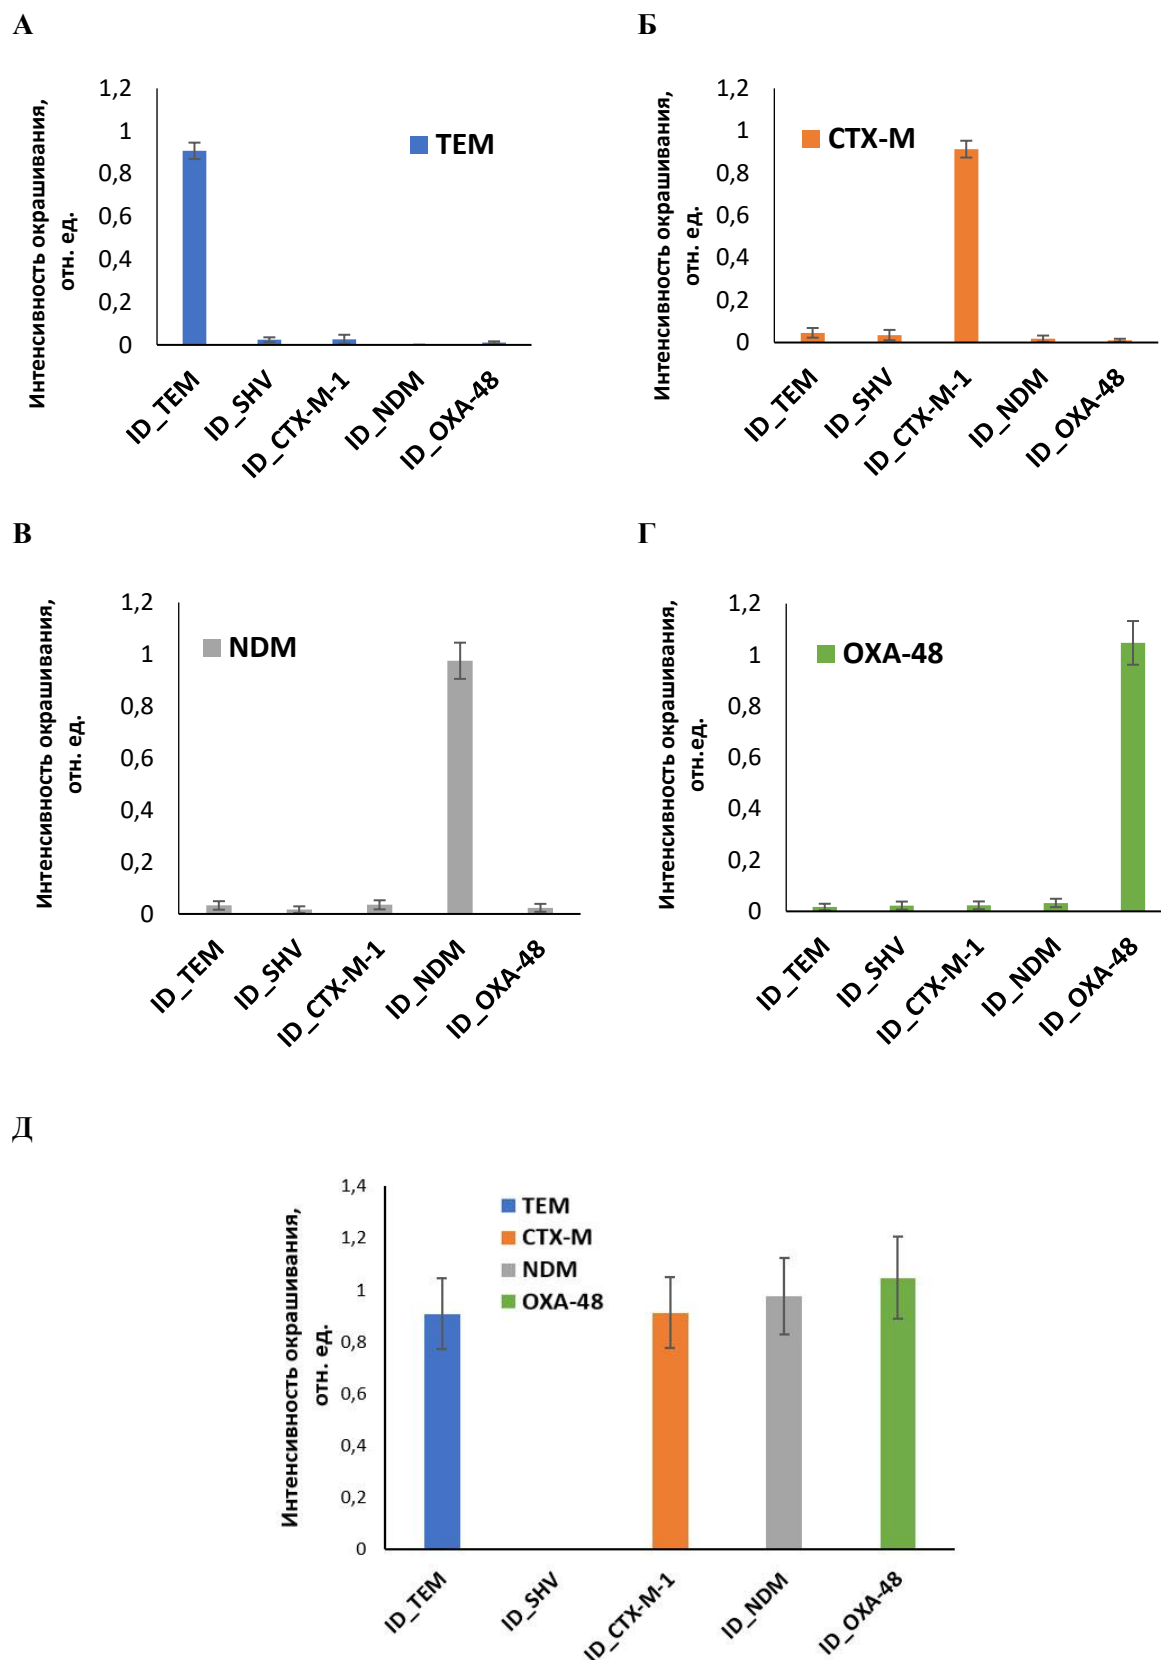 А
Интенсивность окрашивания,
отн. ед.
1,2
1
0,8
0,6
0,4
0,2
0
TEM
ID_TEM
ID_SHV
ID_CTX-M-1
ID_NDM
ID_OXA-48
Б
Интенсивность окрашивания,
отн. ед.
1,2
1
0,8
0,6
0,4
0,2
0
CTX-M
ID_TEM
ID_SHV
ID_CTX-M-1
ID_NDM
ID_OXA-48
В
Интенсивность окрашивания,
отн. ед.
1,2
1
0,8
0,6
0,4
0,2
0
NDM
ID_TEM
ID_SHV
ID_CTX-M-1
ID_NDM
ID_OXA-48
Г
Интенсивность окрашивания,
отн.ед.
1,2
1
0,8
0,6
0,4
0,2
0
OXA-48
ID_TEM
ID_SHV
ID_CTX-M-1
ID_NDM
ID_OXA-48
Д
Интенсивность окрашивания,
отн. ед.
1,4
1,2
1
0,8
0,6
0,4
0,2
0
TEM
CTX-M
NDM
OXA-48
ID_TEM
ID_SHV
ID_CTX-M-1
ID_NDM
ID_OXA-48